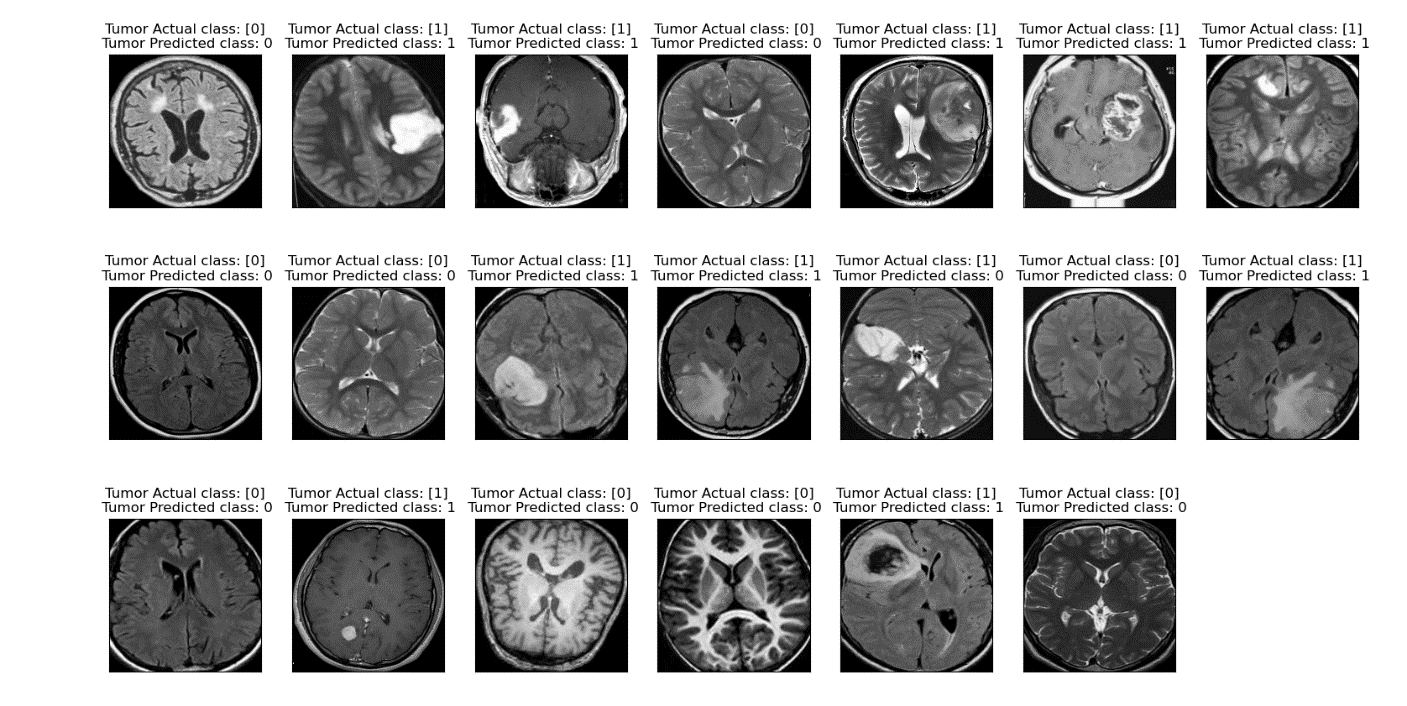 Tumor Actual class: [0]
Tumor Predicted class: 0
Tumor Actual class: [1]
Tumor Predicted class: 1
Tumor Actual class: [1]
Tumor Predicted class: 1
Tumor Actual class: [0]
Tumor Predicted class: 0
Tumor Actual class: [1]
Tumor Predicted class: 1
Tumor Actual class: [1]
Tumor Predicted class: 1
Tumor Actual class: [1]
Tumor Predicted class: 1
Tumor Actual class: [0]
Tumor Predicted class: 0
Tumor Actual class: [0]
Tumor Predicted class: 0
Tumor Actual class: [1]
Tumor Predicted class: 1
Tumor Actual class: [1]
Tumor Predicted class: 1
Tumor Actual class: [1]
Tumor Predicted class: 0
Tumor Actual class: [0]
Tumor Predicted class: 0
Tumor Actual class: [1]
Tumor Predicted class: 1
Tumor Actual class: [0]
Tumor Predicted class: 0
Tumor Actual class: [1]
Tumor Predicted class: 1
Tumor Actual class: [0]
Tumor Predicted class: 0
Tumor Actual class: [0]
Tumor Predicted class: 0
Tumor Actual class: [1]
Tumor Predicted class: 1
Tumor Actual class: [0]
Tumor Predicted class: 0